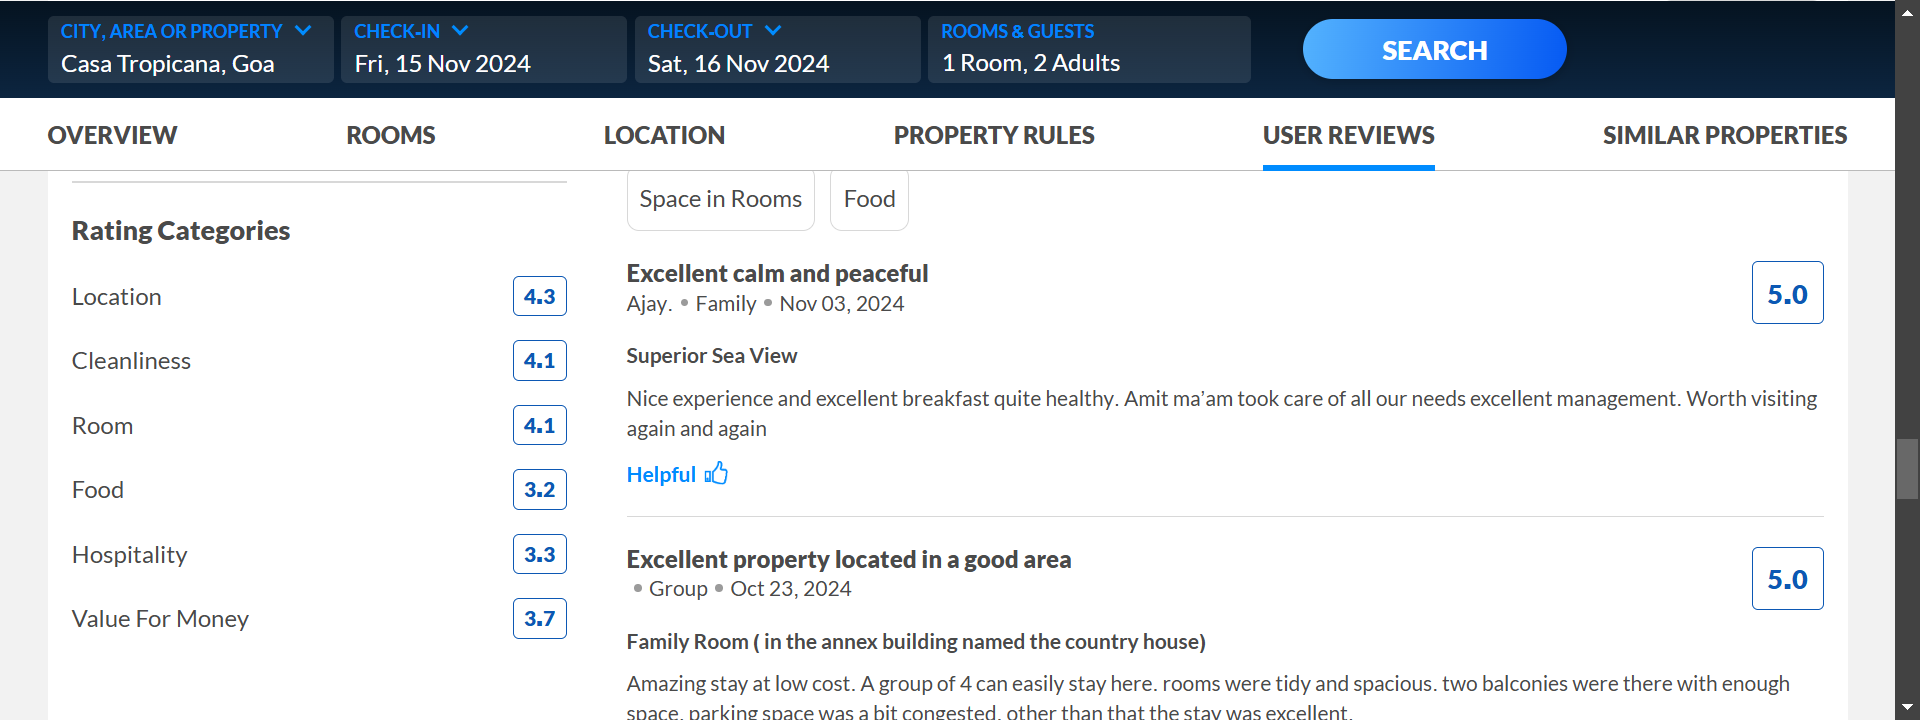 CITY, AREA OR PROPERTY
Casa Tropicana, Goa
CHECK-IN
Fri, 15 Nov 2024
CHECK-OUT
Sat, 16 Nov 2024
ROOMS & GUESTS
1 Room, 2 Adults
SEARCH
OVERVIEW
ROOMS
LOCATION
PROPERTY RULES
USER REVIEWS
SIMILAR PROPERTIES
Rating Categories
Location 4.3
Cleanliness 4.1
Room 4.1
Food 3.2
Hospitality 3.3
Value For Money 3.7
Space in Rooms
Food
Excellent calm and peaceful
Ajay. • Family • Nov 03, 2024
5.0
Superior Sea View
Nice experience and excellent breakfast quite healthy. Amit ma'am took care of all our needs excellent management. Worth visiting
again and again
Helpful
Excellent property located in a good area
• Group • Oct 23, 2024
5.0
Family Room ( in the annex building named the country house)
Amazing stay at low cost. A group of 4 can easily stay here. rooms were tidy and spacious. two balconies were there with enough
space. parking space was a bit congested. other than that the stay was excellent.